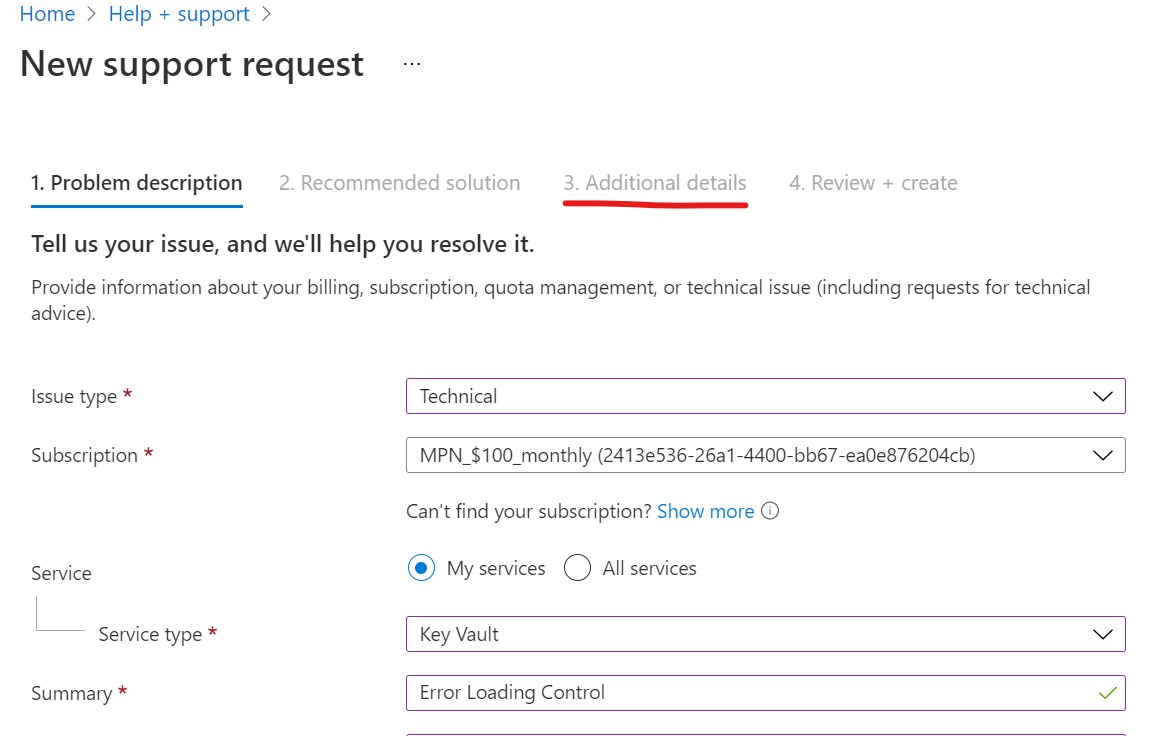 Home > Help + support >
New support request ...
1. Problem description 2. Recommended solution 3. Additional details 4. Review + create
Tell us your issue, and we'll help you resolve it.
Provide information about your billing, subscription, quota management, or technical issue (including requests for technical
advice).
Issue type * Technical
Subscription * MPN_$100_monthly (2413e536-26a1-4400-bb67-ea0e876204cb)
Can't find your subscription? Show more
Service My services All services
Service type * Key Vault
Summary * Error Loading Control